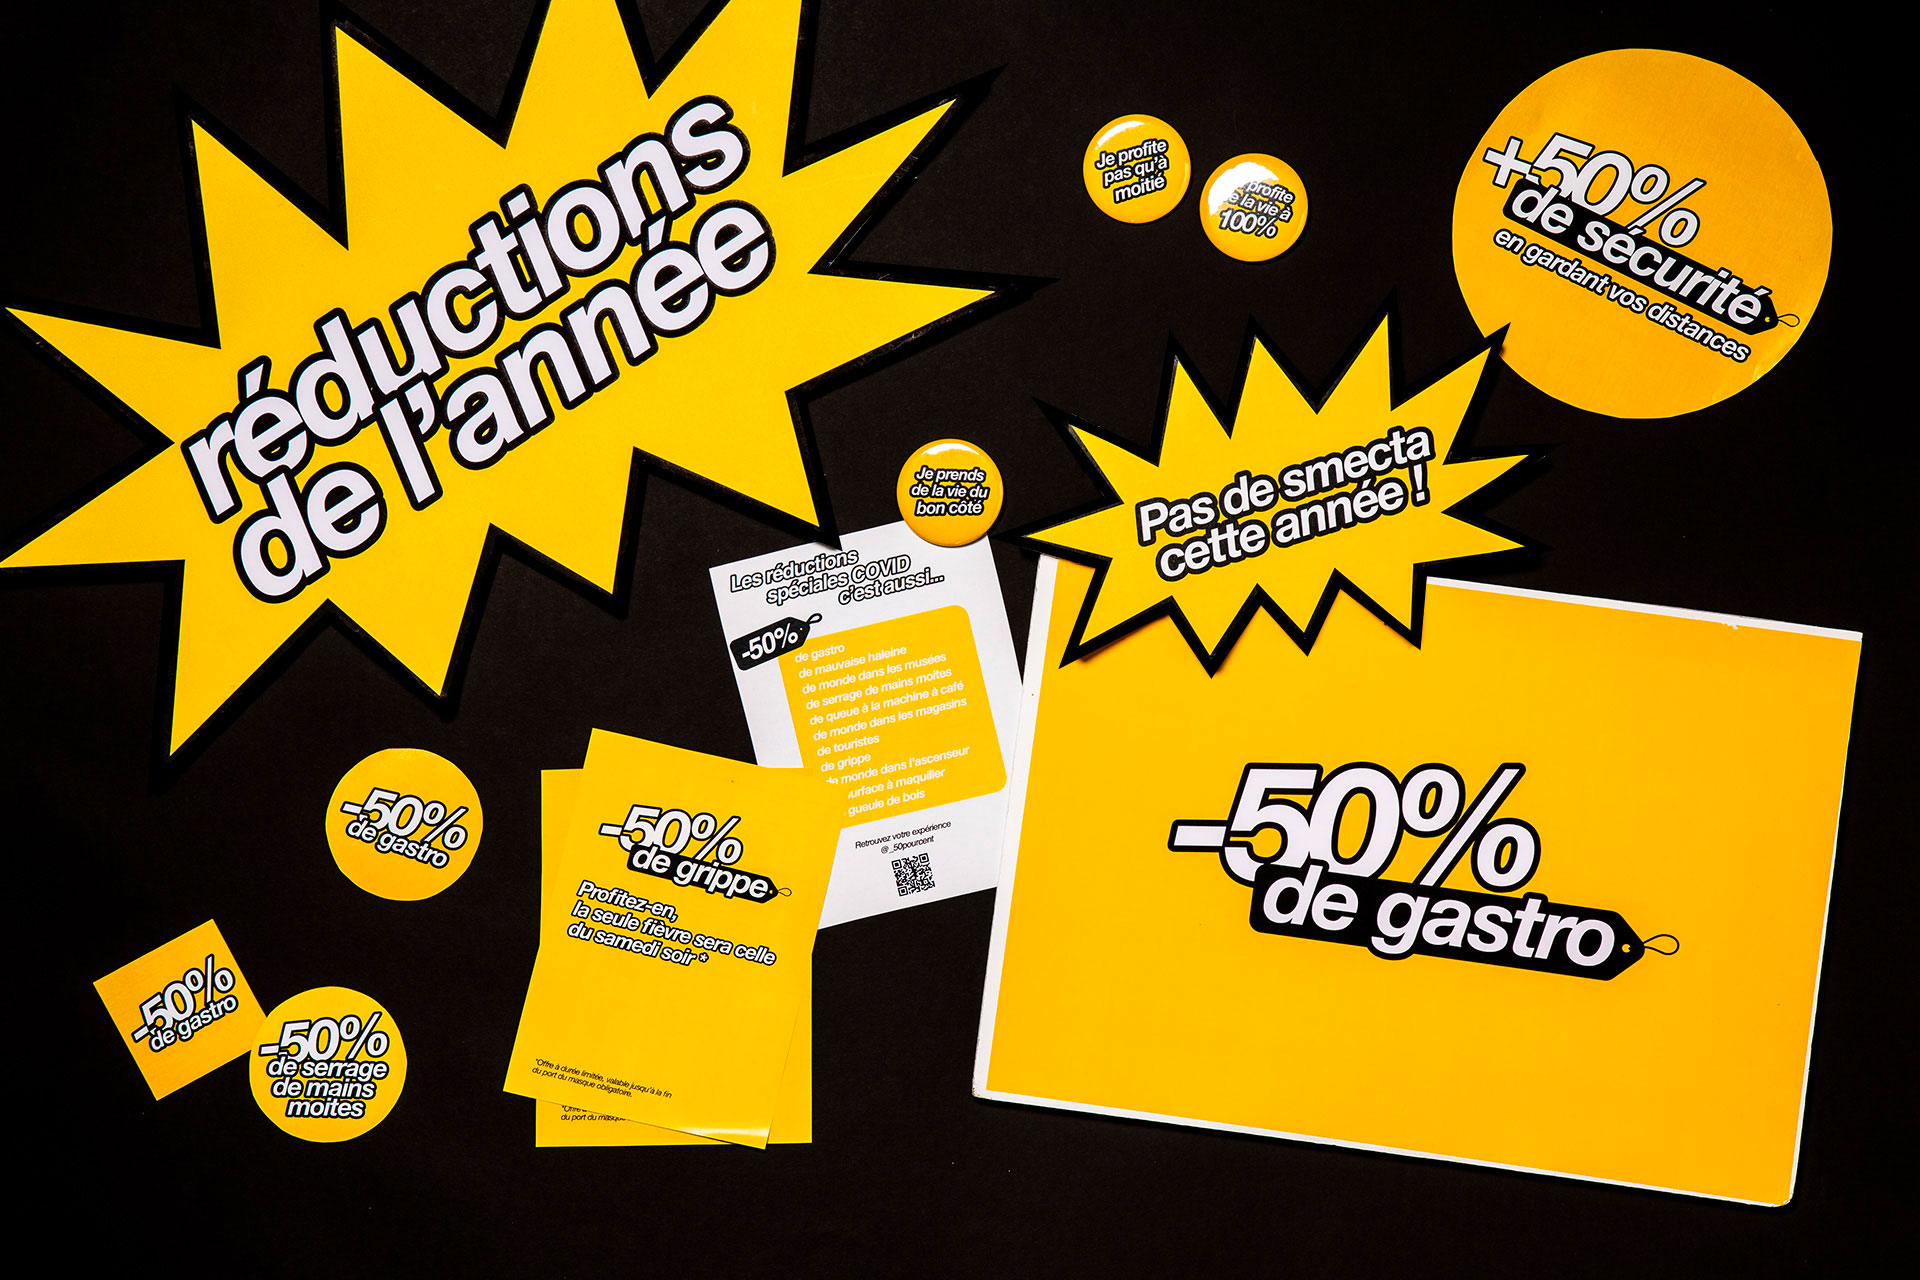 réductions
de l'année
Je profite
pas qu'à
moitié
profite
la vie à
100%
+50%
de sécurité
en gardant vos distances
Je prends
de la vie du
bon côté
Pas de smecta
cette année !
Les réductions
spéciales COVID
c'est aussi...
-50%
de gastro
de mauvaise haleine
de monde dans les musées
de serrage de mains moites
de queue à la machine à café
de monde dans les magasins
de touristes
de grippe
de monde dans l'ascenseur
surface à maquiller
gueule de bois
Retrouvez votre expérience
@_50pourcent
-50%
de gastro
-50%
de grippe
Profitez-en,
la seule fièvre sera celle
du samedi soir *
*Offre à durée limitée, valable jusqu'à la fin
du port du masque obligatoire.
*Offre à
du port du masque
-50%
de gastro
-50%
de gastro
-50%
de serrage
de mains
moites